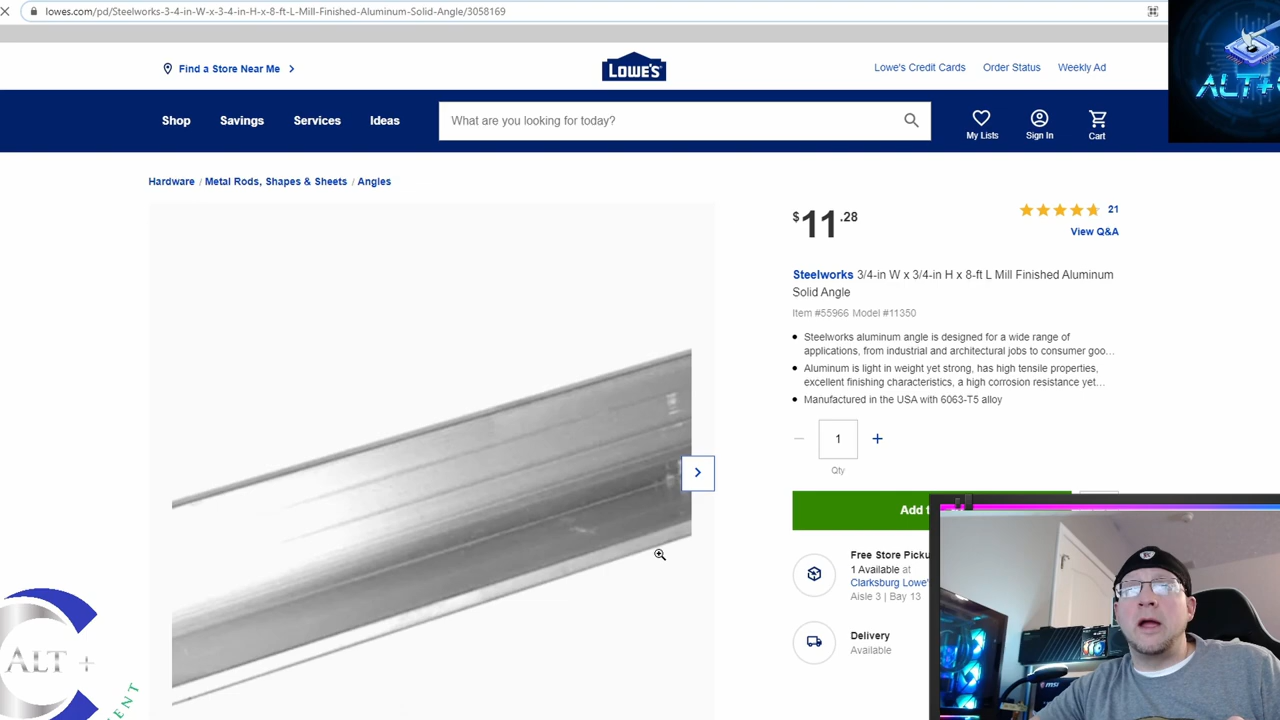 lowes.com/pd/Steelworks-3-4-in-W-x-3-4-in-H-x-8-ft-L-Mill-Finished-Aluminum-Solid-Angle/3058169
Find a Store Near Me
LOWE'S
Lowe's Credit Cards
Order Status
Weekly Ad
ALT+
Shop
Savings
Services
Ideas
What are you looking for today?
My Lists
Sign In
Cart
Hardware / Metal Rods, Shapes & Sheets / Angles
$11.28
21
View Q&A
Steelworks 3/4-in W x 3/4-in H x 8-ft L Mill Finished Aluminum
Solid Angle
Item #55966 Model #11350
Steelworks aluminum angle is designed for a wide range of
applications, from industrial and architectural jobs to consumer goo...
Aluminum is light in weight yet strong, has high tensile properties,
excellent finishing characteristics, a high corrosion resistance yet...
Manufactured in the USA with 6063-T5 alloy
1
Qty
Add
Free Store Picku
1 Available at
Clarksburg Lowe'
Aisle 3 | Bay 13
Delivery
Available
ALT +
ENT
msi